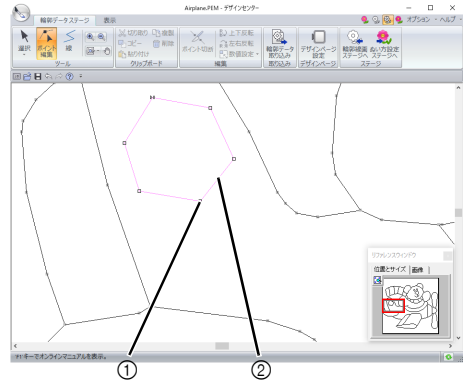 Airplane.PEM - デザインセンター
輪郭データステージ 表示 オプション ヘルプ
選択 ポイント編集 線 ツール
切り取り 複製 コピー 削除 貼り付け クリップボード
ポイント切断 上下反転 左右反転 数値設定 編集
輪郭データ取り込み 取り込み
デザインページ設定 デザインページ
輪郭線画ステージへ ぬい方設定ステージへ ステージ
リファレンスウィンドウ
位置とサイズ 画像
キーでオンラインマニュアルを表示。
① ②